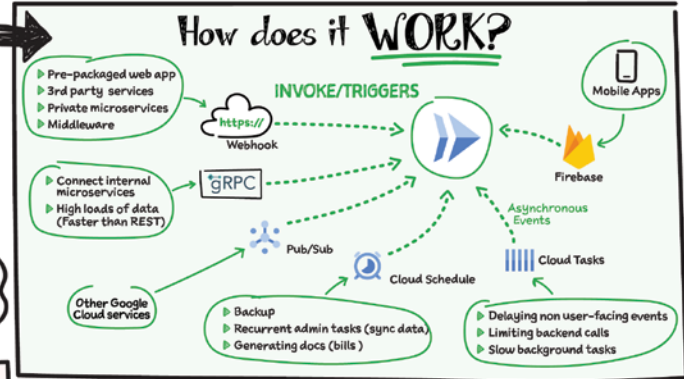 How does it WORK?
Pre-packaged web app
3rd party services
Private microservices
Middleware
INVOKE/TRIGGERS
https://
Webhook
Mobile Apps
Firebase
Connect internal
microservices
High loads of data
(Faster than REST)
gRPC
Asynchronous
Events
Pub/Sub
Cloud Schedule
Cloud Tasks
Other Google
Cloud services
Backup
Recurrent admin tasks (sync data)
Generating docs (bills )
Delaying non user-facing events
Limiting backend calls
Slow background tasks